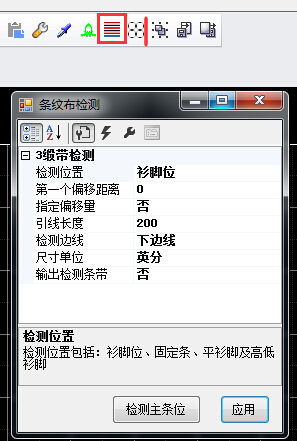 条纹布检测
3缎带检测
检测位置 衫脚位
第一个偏移距离 0
指定偏移量 否
引线长度 200
检测边线 下边线
尺寸单位 英分
输出检测条带 否
检测位置
检测位置包括：衫脚位、固定条、平衫脚及高低
衫脚
检测主条位
应用